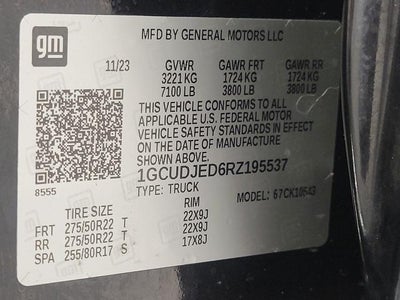 gm
MFD BY GENERAL MOTORS LLC
11/23 GVWR GAWR FRT GAWR RR
3221 KG 1724 KG 1724 KG
7100 LB 3800 LB 3800 LB
THIS VEHICLE CONFORMS TO ALL
APPLICABLE U.S. FEDERAL MOTOR
VEHICLE SAFETY STANDARDS IN EFFECT
ON THE DATE OF MANUFACTURE SHOWN ABOVE.
1GCUDJED6RZ195537
8555 TYPE: TRUCK MODEL: 67CK10543
TIRE SIZE RIM
FRT 275/50R22 T 22X9J
RR 275/50R22 T 22X9J
SPA 255/80R17 S 17X8J